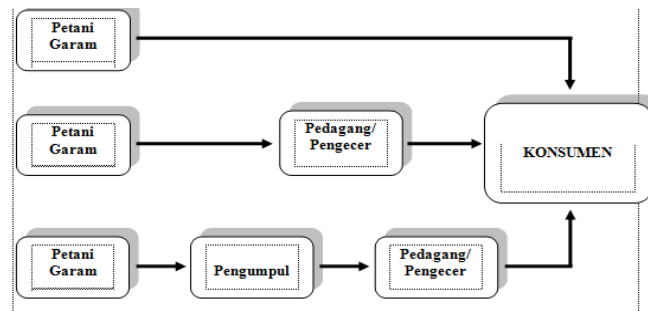 Petani
Garam
Petani
Garam
Pedagang/
Pengecer
KONSUMEN
Petani
Garam
Pengumpul
Pedagang/
Pengecer